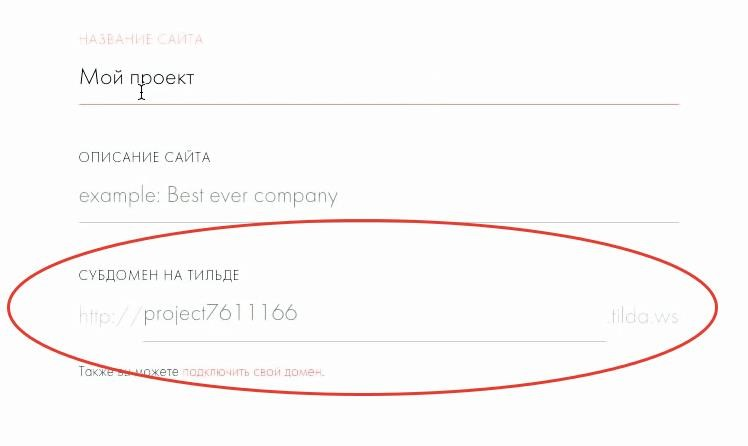 НАЗВАНИЕ САЙТА
Мой проект
ОПИСАНИЕ САЙТА
example: Best ever company
СУБДОМЕН НА ТИЛЬДЕ
http://project7611166 .tilda.ws
Также вы можете подключить свой домен.